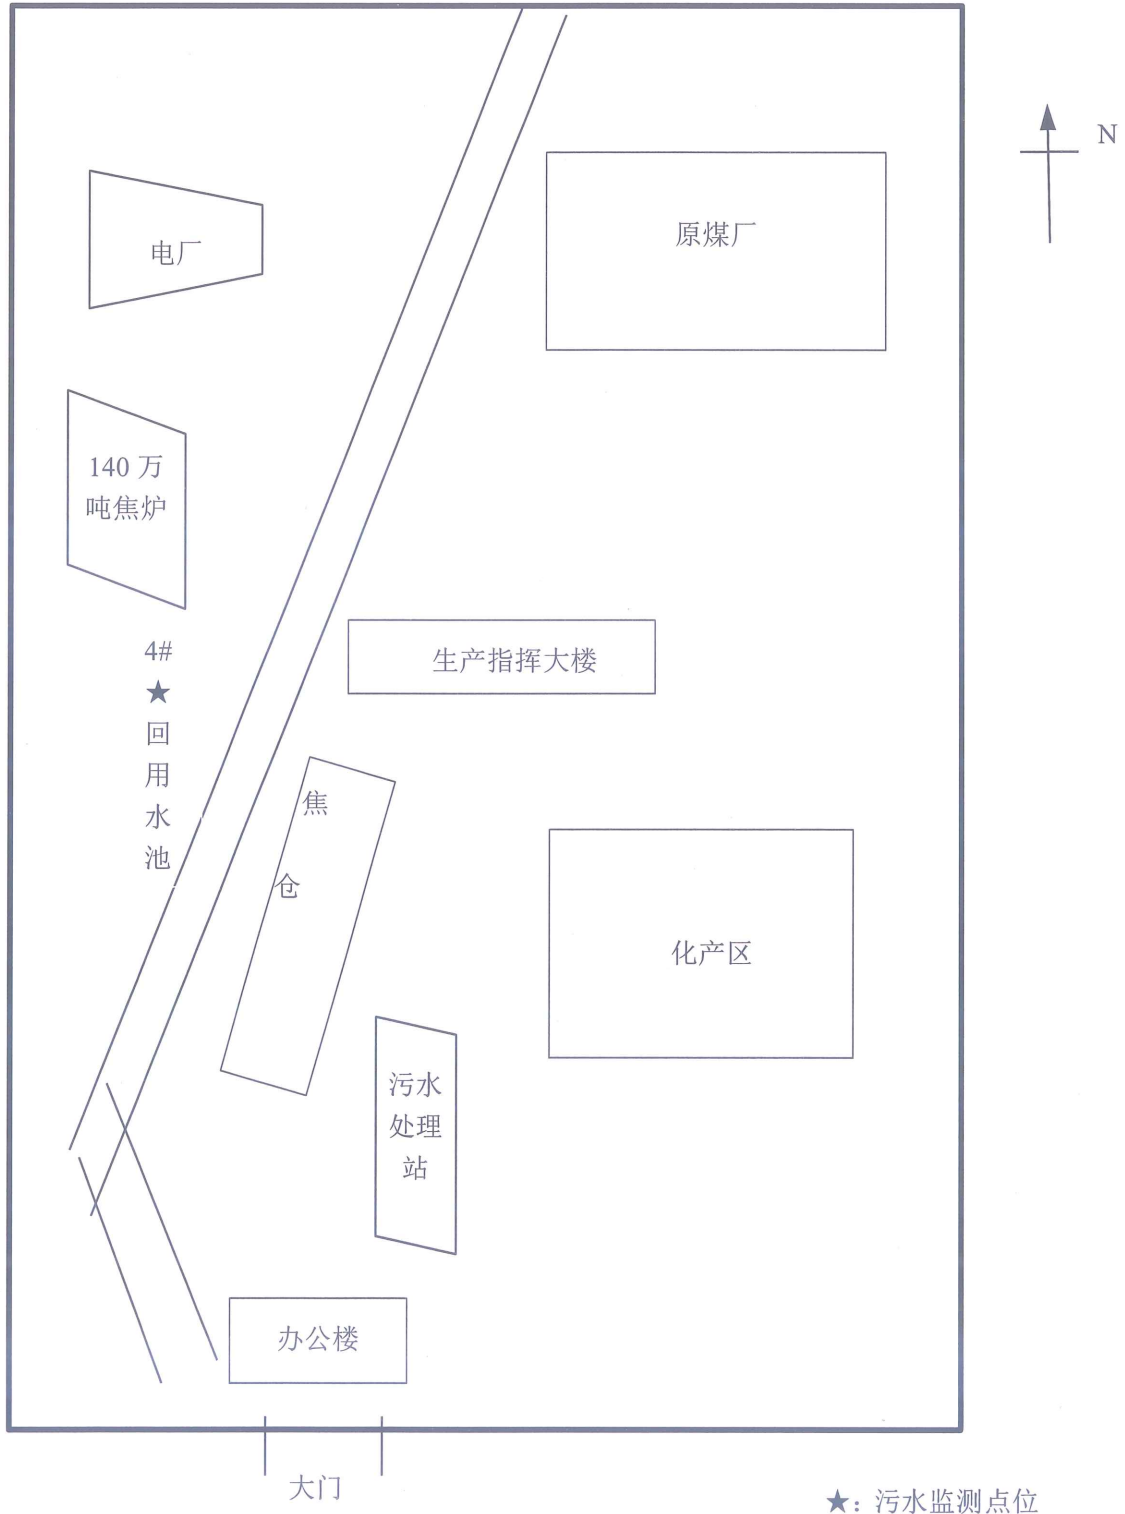 N
原煤厂
电厂
140 万
吨焦炉
4#
★
回
用
水
池
生产指挥大楼
焦
仓
化产区
污水
处理
站
办公楼
大门
★：污水监测点位